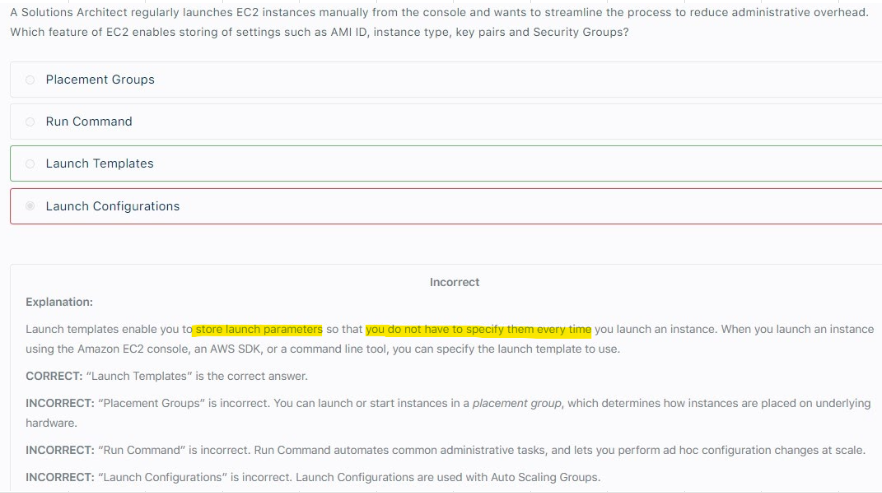 A Solutions Architect regularly launches EC2 instances manually from the console and wants to streamline the process to reduce administrative overhead.
Which feature of EC2 enables storing of settings such as AMI ID, instance type, key pairs and Security Groups?
Placement Groups
Run Command
Launch Templates
Launch Configurations
Incorrect
Explanation:
Launch templates enable you to store launch parameters so that you do not have to specify them every time you launch an instance. When you launch an instance
using the Amazon EC2 console, an AWS SDK, or a command line tool, you can specify the launch template to use.
CORRECT: “Launch Templates” is the correct answer.
INCORRECT: “Placement Groups” is incorrect. You can launch or start instances in a placement group, which determines how instances are placed on underlying
hardware.
INCORRECT: “Run Command” is incorrect. Run Command automates common administrative tasks, and lets you perform ad hoc configuration changes at scale.
INCORRECT: “Launch Configurations” is incorrect. Launch Configurations are used with Auto Scaling Groups.